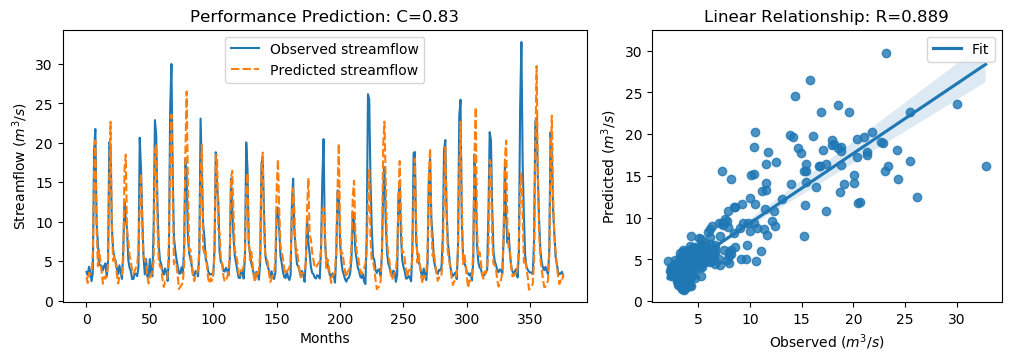 Performance Prediction: C=0.83
Streamflow (m³/s)
30
25
20
15
10
5
0
Observed streamflow
Predicted streamflow
0 50 100 150 200 250 300 350
Months
Linear Relationship: R=0.889
Predicted (m³/s)
30
25
20
15
10
5
0
Fit
5 10 15 20 25 30
Observed (m³/s)